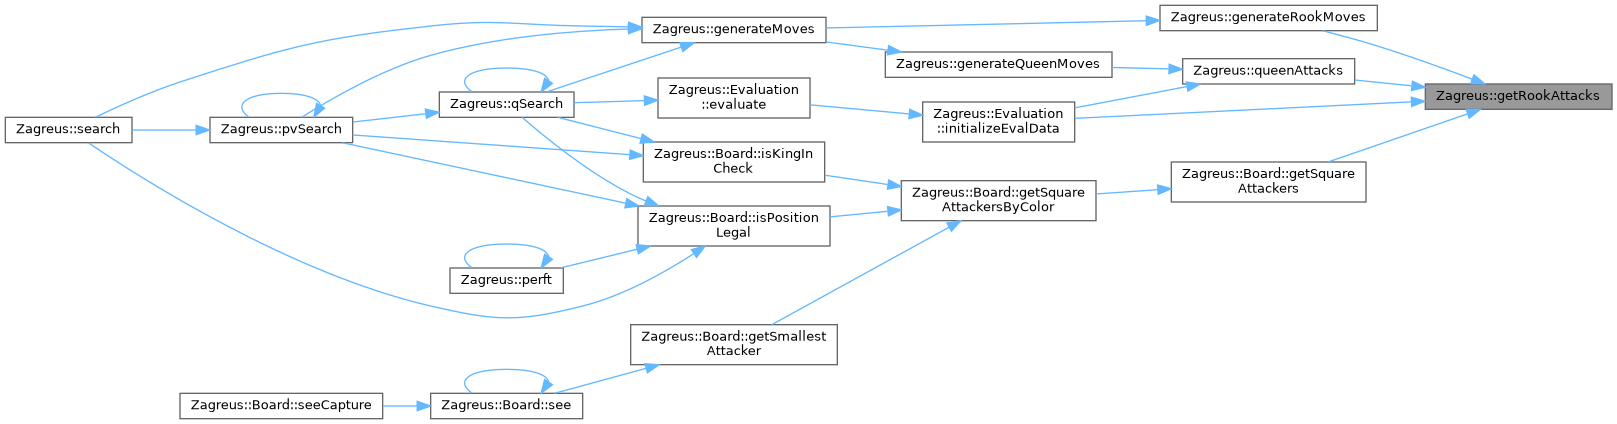 Zagreus::generateMoves
Zagreus::generateRookMoves
Zagreus::generateQueenMoves
Zagreus::queenAttacks
Zagreus::getRookAttacks
Zagreus::qSearch
Zagreus::Evaluation
::evaluate
Zagreus::Evaluation
::initializeEvalData
Zagreus::search
Zagreus::pvSearch
Zagreus::Board::isKingIn
Check
Zagreus::Board::getSquare
Attackers
Zagreus::Board::getSquare
AttackersByColor
Zagreus::Board::isPosition
Legal
Zagreus::perft
Zagreus::Board::getSmallest
Attacker
Zagreus::Board::seeCapture
Zagreus::Board::see